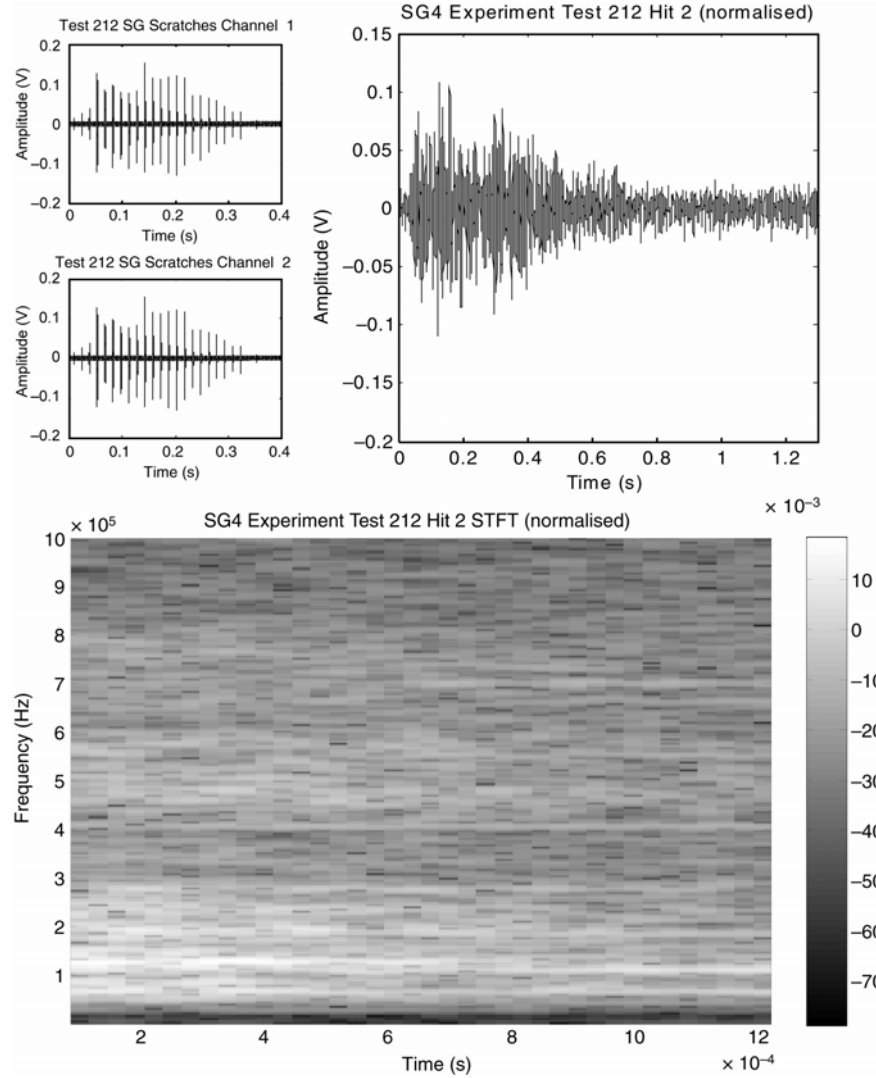 Test 212 SG Scratches Channel 1
0.2
0.1
0
−0.1
−0.2
Amplitude (V)
0 0.1 0.2 0.3 0.4
Time (s)
Test 212 SG Scratches Channel 2
0.2
0.1
0
−0.1
−0.2
Amplitude (V)
0 0.1 0.2 0.3 0.4
Time (s)
SG4 Experiment Test 212 Hit 2 (normalised)
0.15
0.1
0.05
0
−0.05
−0.1
−0.15
−0.2
Amplitude (V)
0 0.2 0.4 0.6 0.8 1 1.2
Time (s)
× 10⁻³
SG4 Experiment Test 212 Hit 2 STFT (normalised)
× 10⁵
10
9
8
7
6
5
4
3
2
1
Frequency (Hz)
2 4 6 8 10 12
Time (s)
× 10⁻⁴
10
0
−10
−20
−30
−40
−50
−60
−70